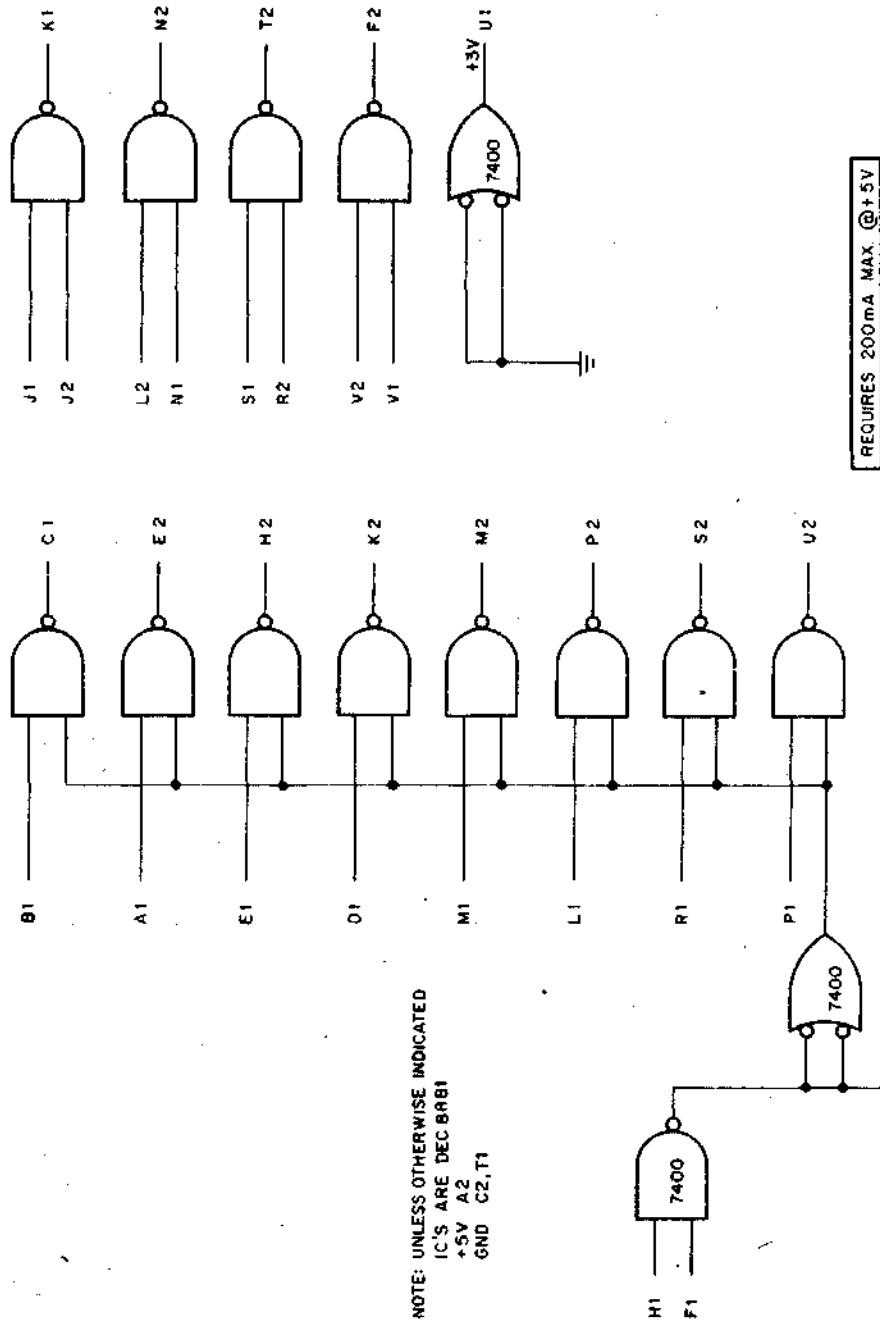 J1
J2
K1
L2
N1
N2
S1
R2
T2
V2
V1
F2
7400
+3V
U1
REQUIRES 200mA MAX. @+5V
B1
C1
A1
E2
E1
H2
D1
K2
M1
M2
L1
P2
R1
S2
P1
U2
7400
NOTE: UNLESS OTHERWISE INDICATED
IC'S ARE DEC 8881
+5V A2
GND C2,T1
H1
F1
7400